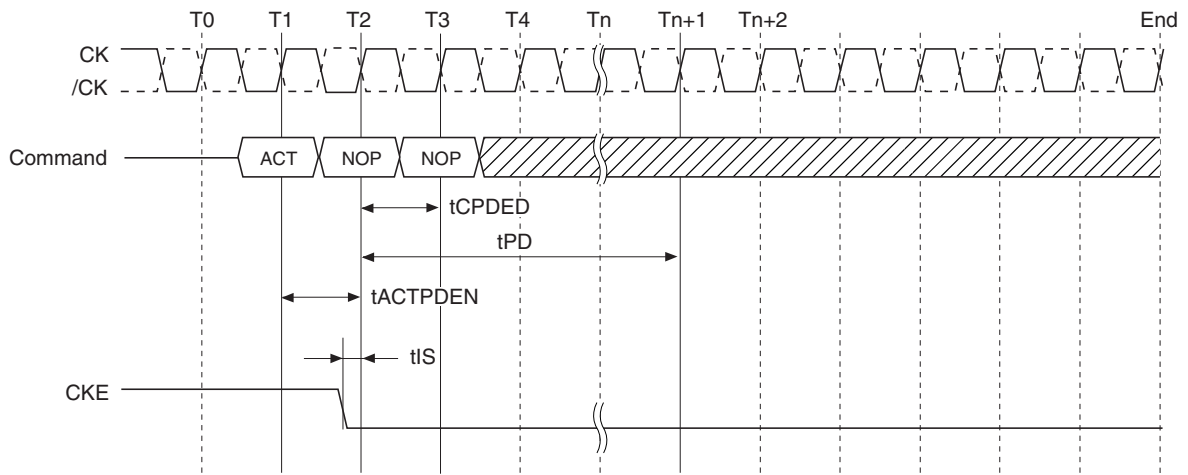 T0 T1 T2 T3 T4 Tn Tn+1 Tn+2 End
CK
/CK
Command ACT NOP NOP
tCPDED
tPD
tACTPDEN
tIS
CKE